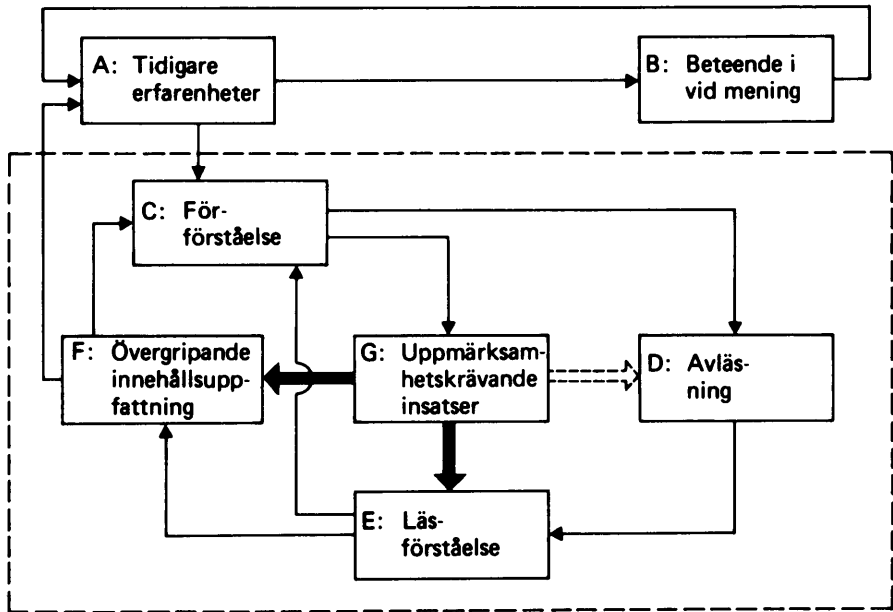 A: Tidigare
erfarenheter
B: Beteende i
vid mening
C: För-
förståelse
F: Övergripande
innehållsupp-
fattning
G: Uppmärksam-
hetskrävande
insatser
D: Avläs-
ning
E: Läs-
förståelse